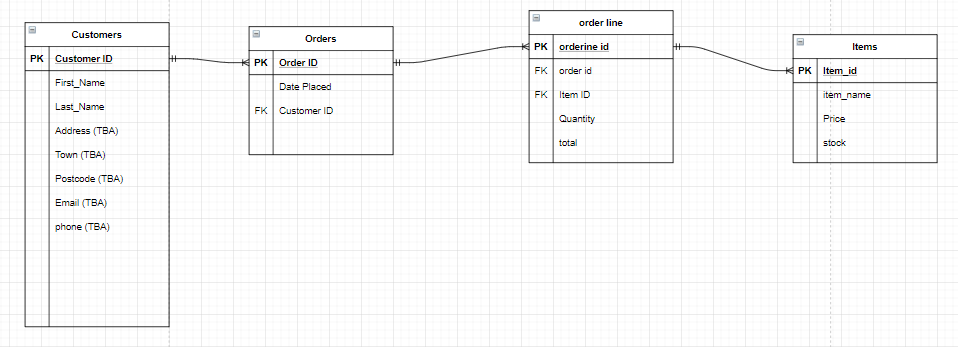 Customers
PK Customer ID
First_Name
Last_Name
Address (TBA)
Town (TBA)
Postcode (TBA)
Email (TBA)
phone (TBA)
Orders
PK Order ID
Date Placed
FK Customer ID
order line
PK orderine id
FK order id
FK Item ID
Quantity
total
Items
PK Item_id
item_name
Price
stock